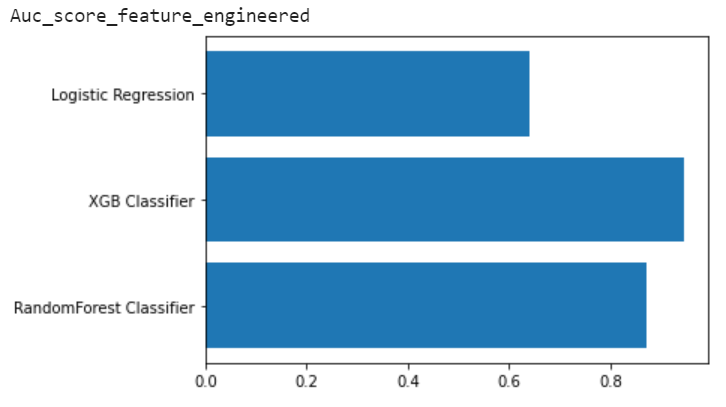 Auc_score_feature_engineered
Logistic Regression
XGB Classifier
RandomForest Classifier
0.0 0.2 0.4 0.6 0.8